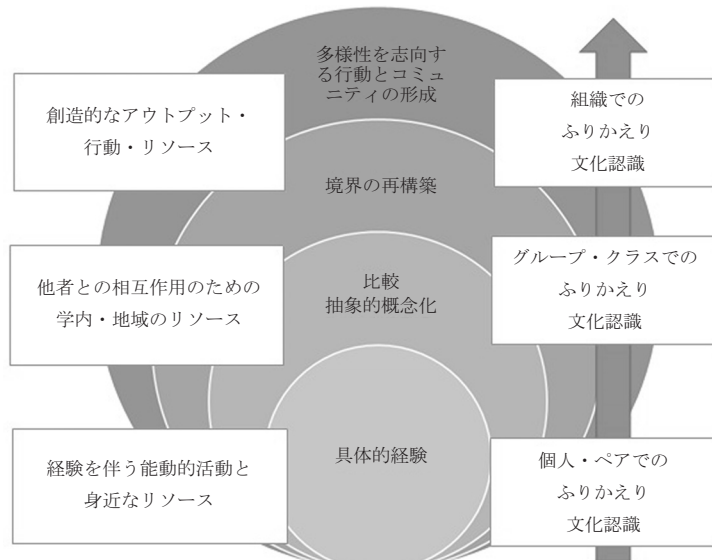 多様性を志向す
る行動とコミュ
ニティの形成
創造的なアウトプット・
行動・リソース
組織での
ふりかえり
文化認識
境界の再構築
他者との相互作用のための
学内・地域のリソース
比較
抽象的概念化
グループ・クラスでの
ふりかえり
文化認識
経験を伴う能動的活動と
身近なリソース
具体的経験
個人・ペアでの
ふりかえり
文化認識